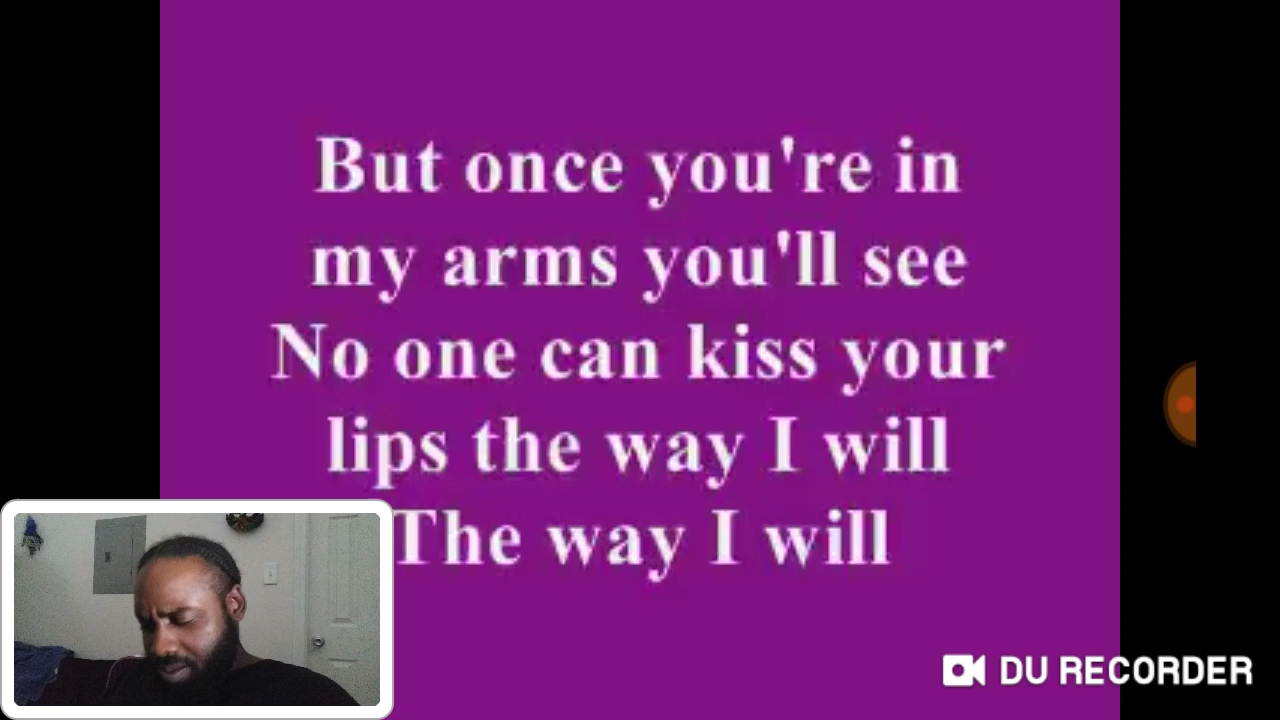 But once you're in
my arms you'll see
No one can kiss your
lips the way I will
The way I will
DU RECORDER